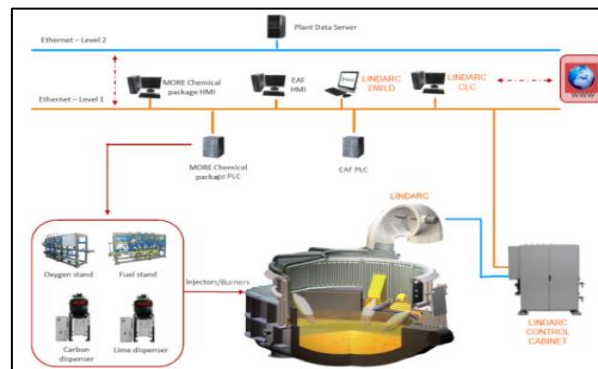 Plant Data Server
Ethernet – Level 2
MORE Chemical
package HMI
EAF
HMI
LINDARC
DWLD
LINDARC
CLC
WWW
Ethernet – Level 1
MORE Chemical
package PLC
EAF PLC
LINDARC
Oxygen stand
Fuel stand
Injectors/Burners
Carbon
dispenser
Lime dispenser
LINDARC
CONTROL
CABINET